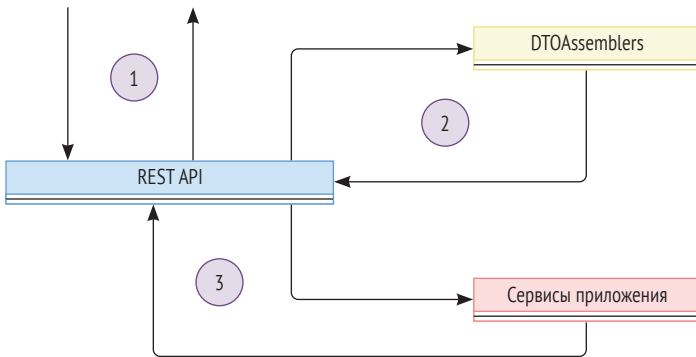 DTOAssemblers
1
2
REST API
3
Сервисы приложения